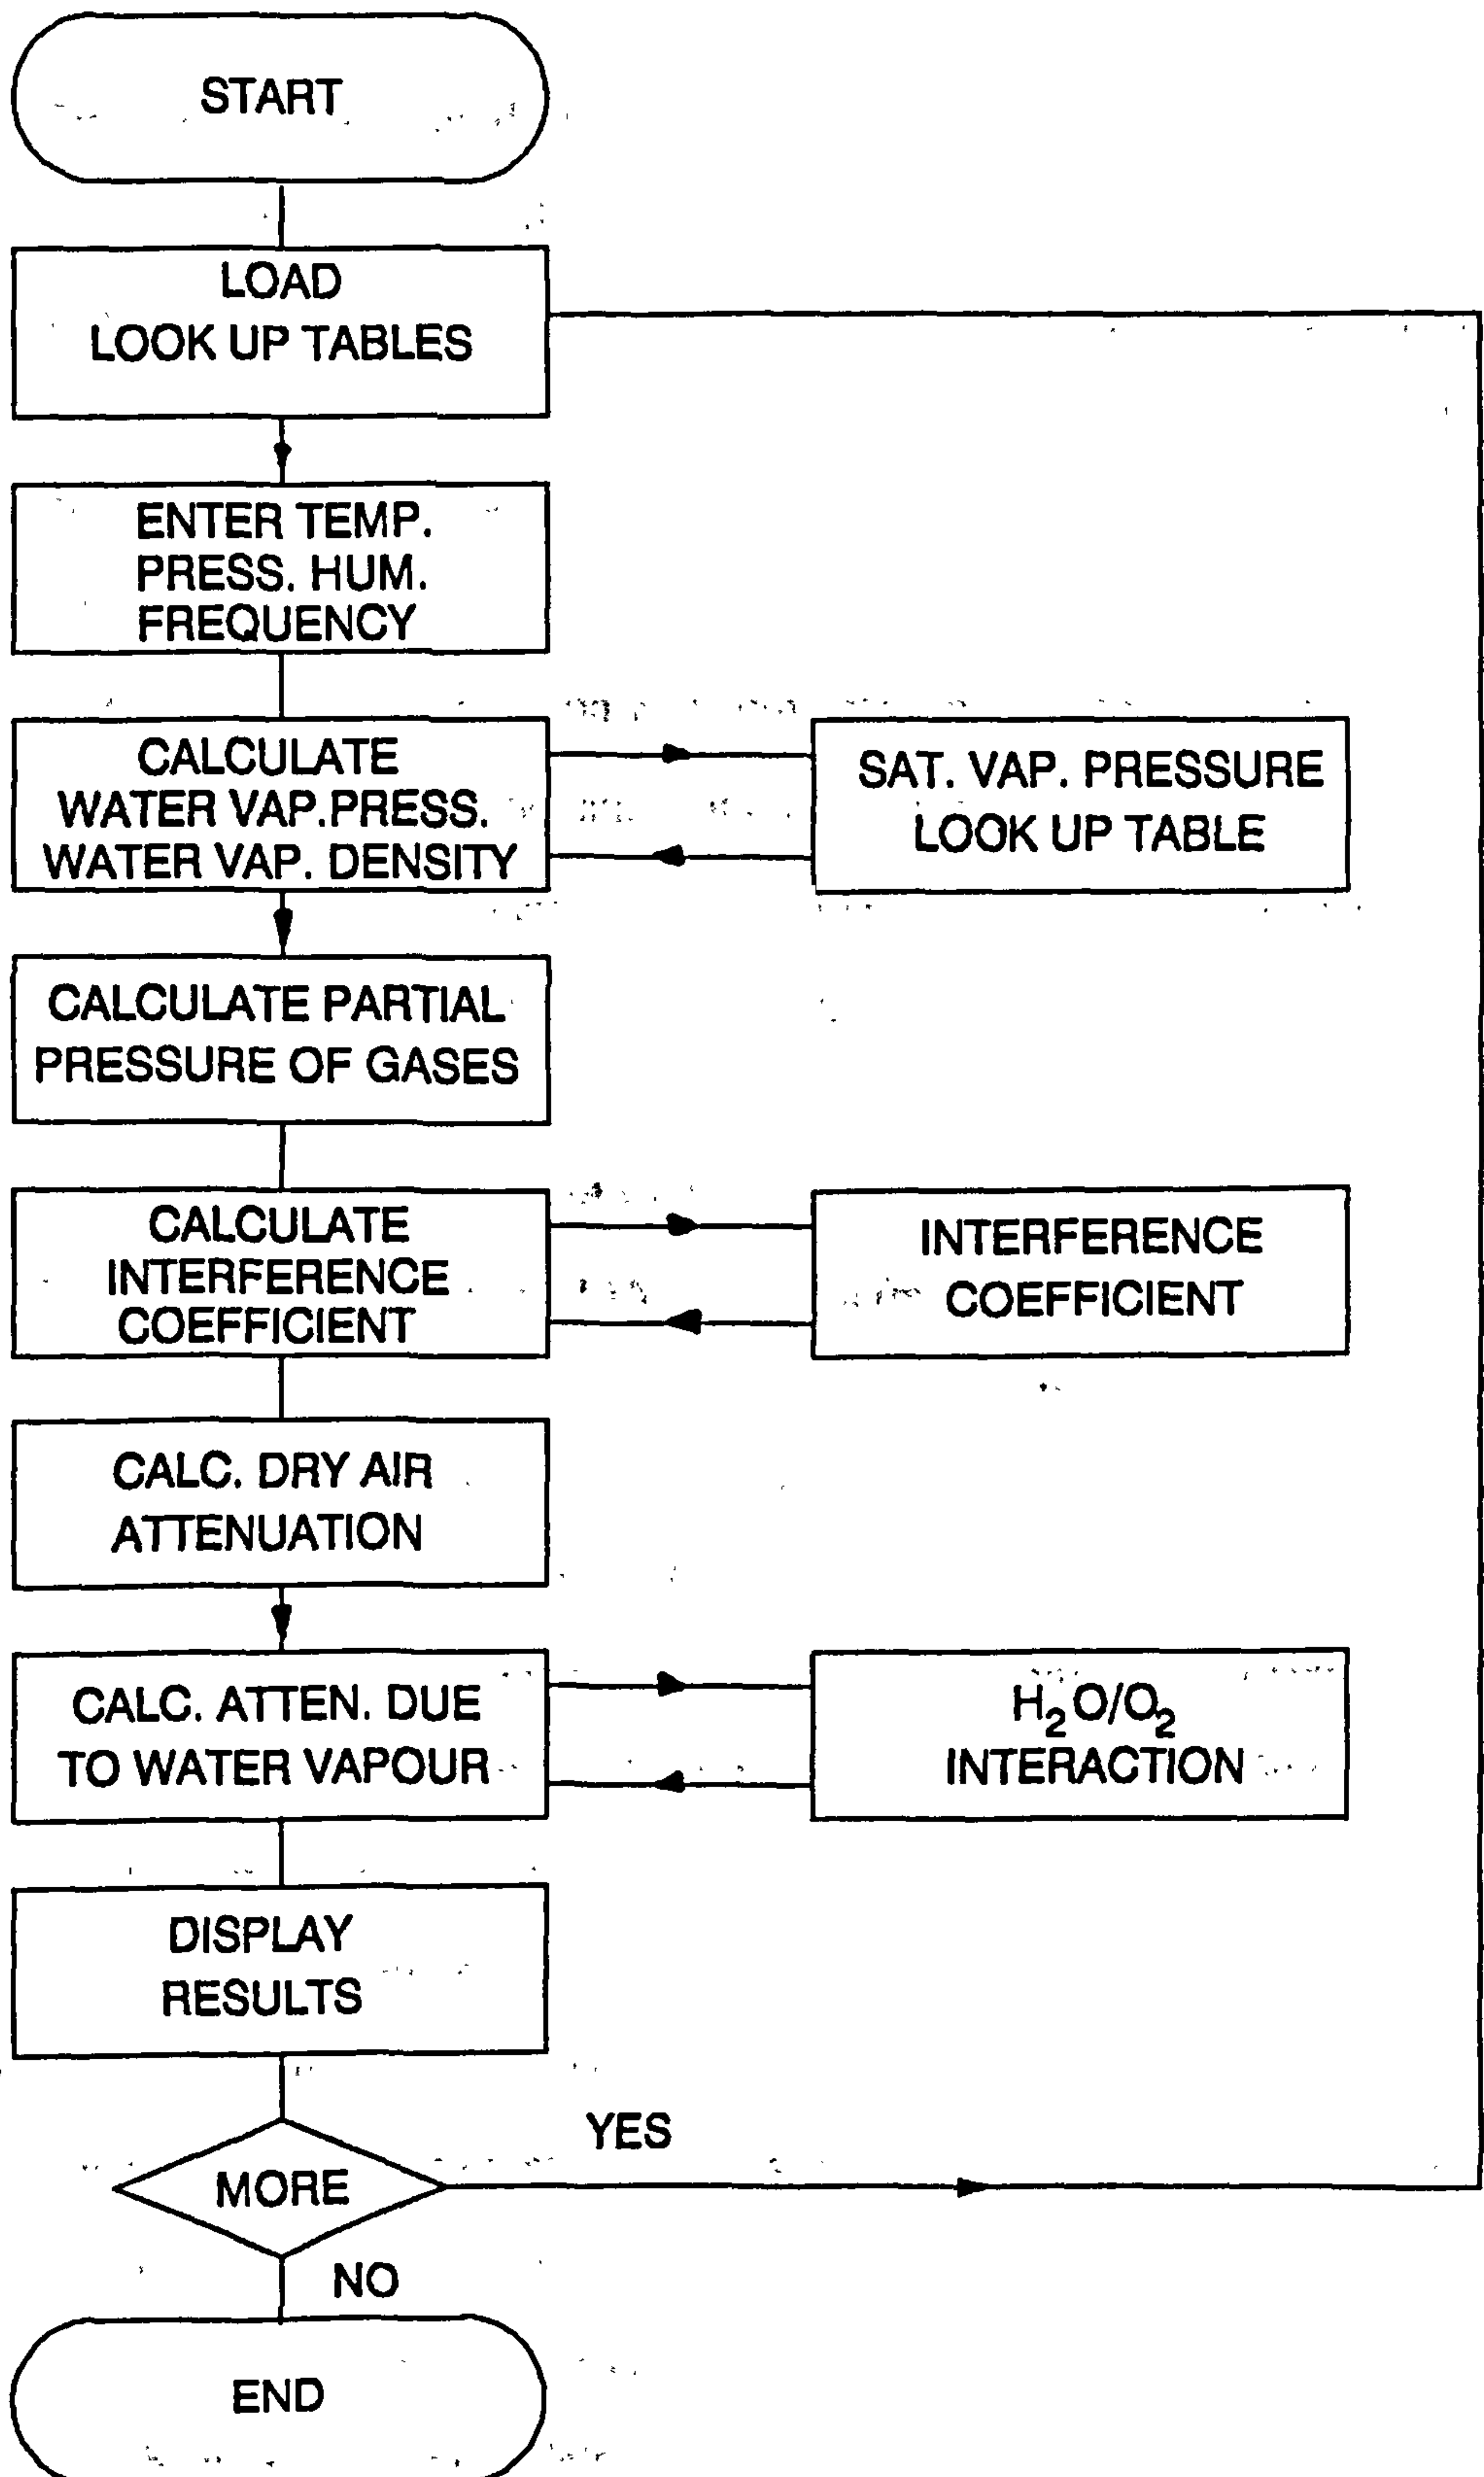 START
LOAD
LOOK UP TABLES
ENTER TEMP.
PRESS. HUM.
FREQUENCY
CALCULATE
WATER VAP.PRESS.
WATER VAP. DENSITY
SAT. VAP. PRESSURE
LOOK UP TABLE
CALCULATE PARTIAL
PRESSURE OF GASES
CALCULATE
INTERFERENCE
COEFFICIENT
INTERFERENCE
COEFFICIENT
CALC. DRY AIR
ATTENUATION
CALC. ATTEN. DUE
TO WATER VAPOUR
H₂O/O₂
INTERACTION
DISPLAY
RESULTS
YES
MORE
NO
END